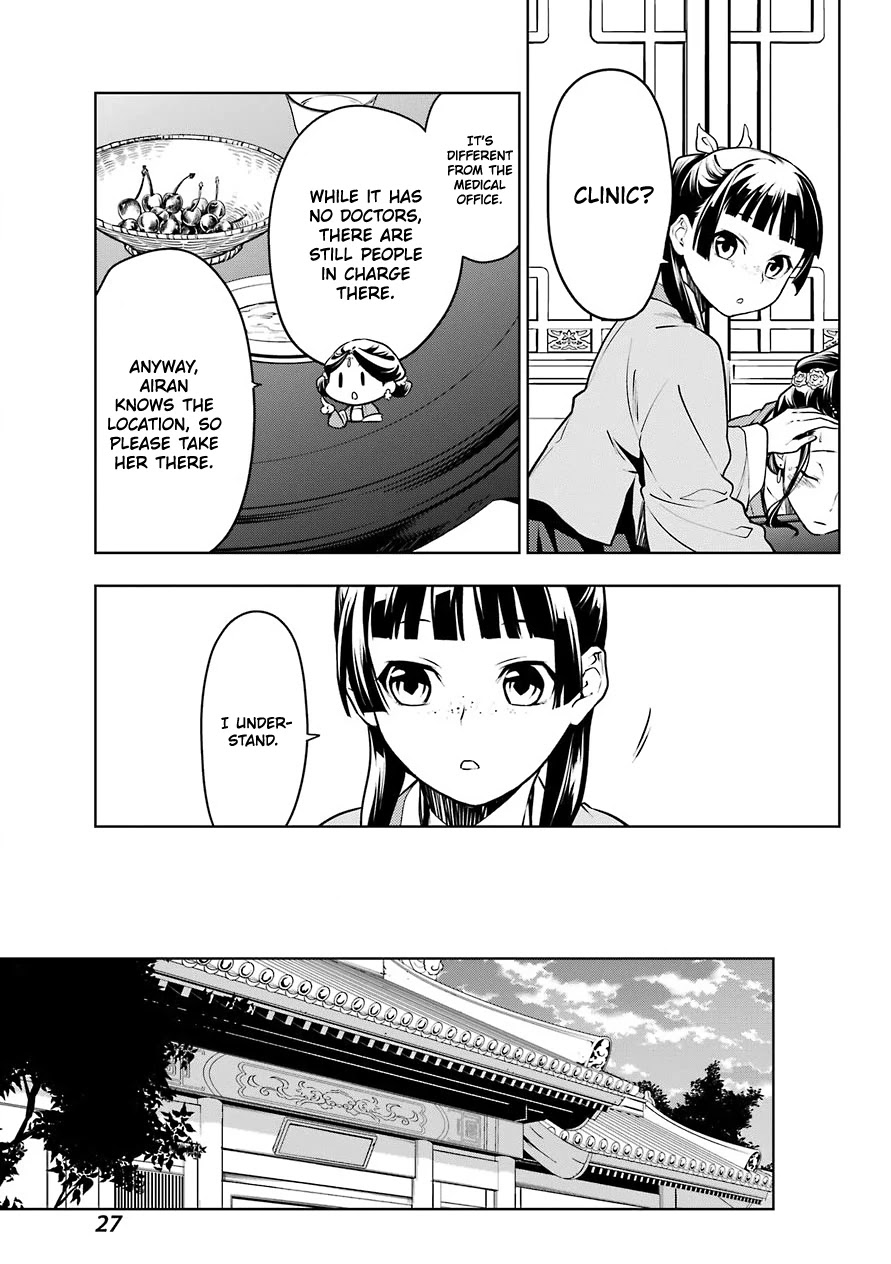 CLINIC?
IT'S
DIFFERENT
FROM THE
MEDICAL
OFFICE.
WHILE IT HAS
NO DOCTORS,
THERE ARE
STILL PEOPLE
IN CHARGE
THERE.
ANYWAY,
AIRAN
KNOWS THE
LOCATION, SO
PLEASE TAKE
HER THERE.
I UNDER-
STAND.
27